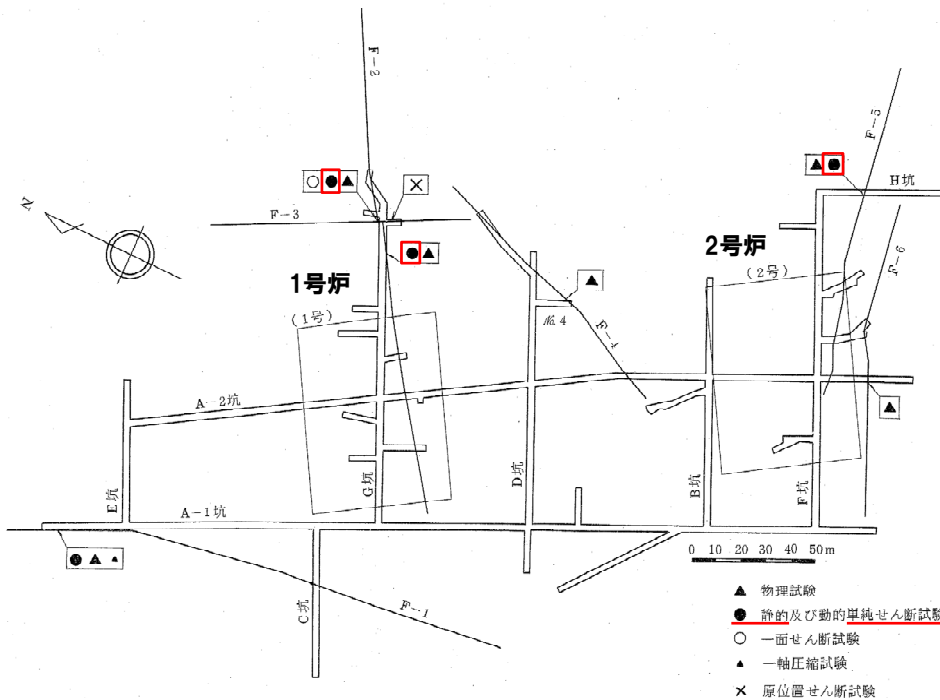 F-2
F-5
H坑
F-3
F-6
N
1号炉
(1号)
2号炉
(2号)
№4
F-4
A-2坑
E坑
G坑
D坑
B坑
F坑
A-1坑
C坑
F-1
0 10 20 30 40 50m
▲ 物理試験
● 静的及び動的単純せん断試験
○ 一面せん断試験
▲ 一軸圧縮試験
× 原位置せん断試験